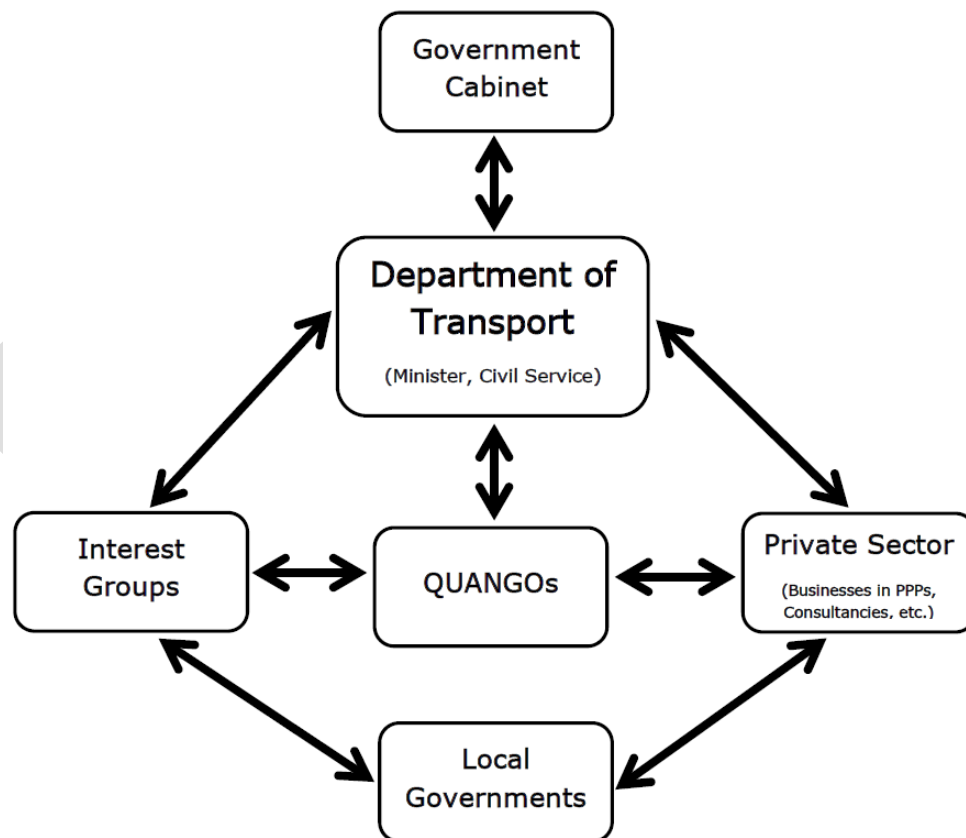 Government
Cabinet
Department of
Transport
(Minister, Civil Service)
Interest
Groups
QUANGOs
Private Sector
(Businesses in PPPs,
Consultancies, etc.)
Local
Governments